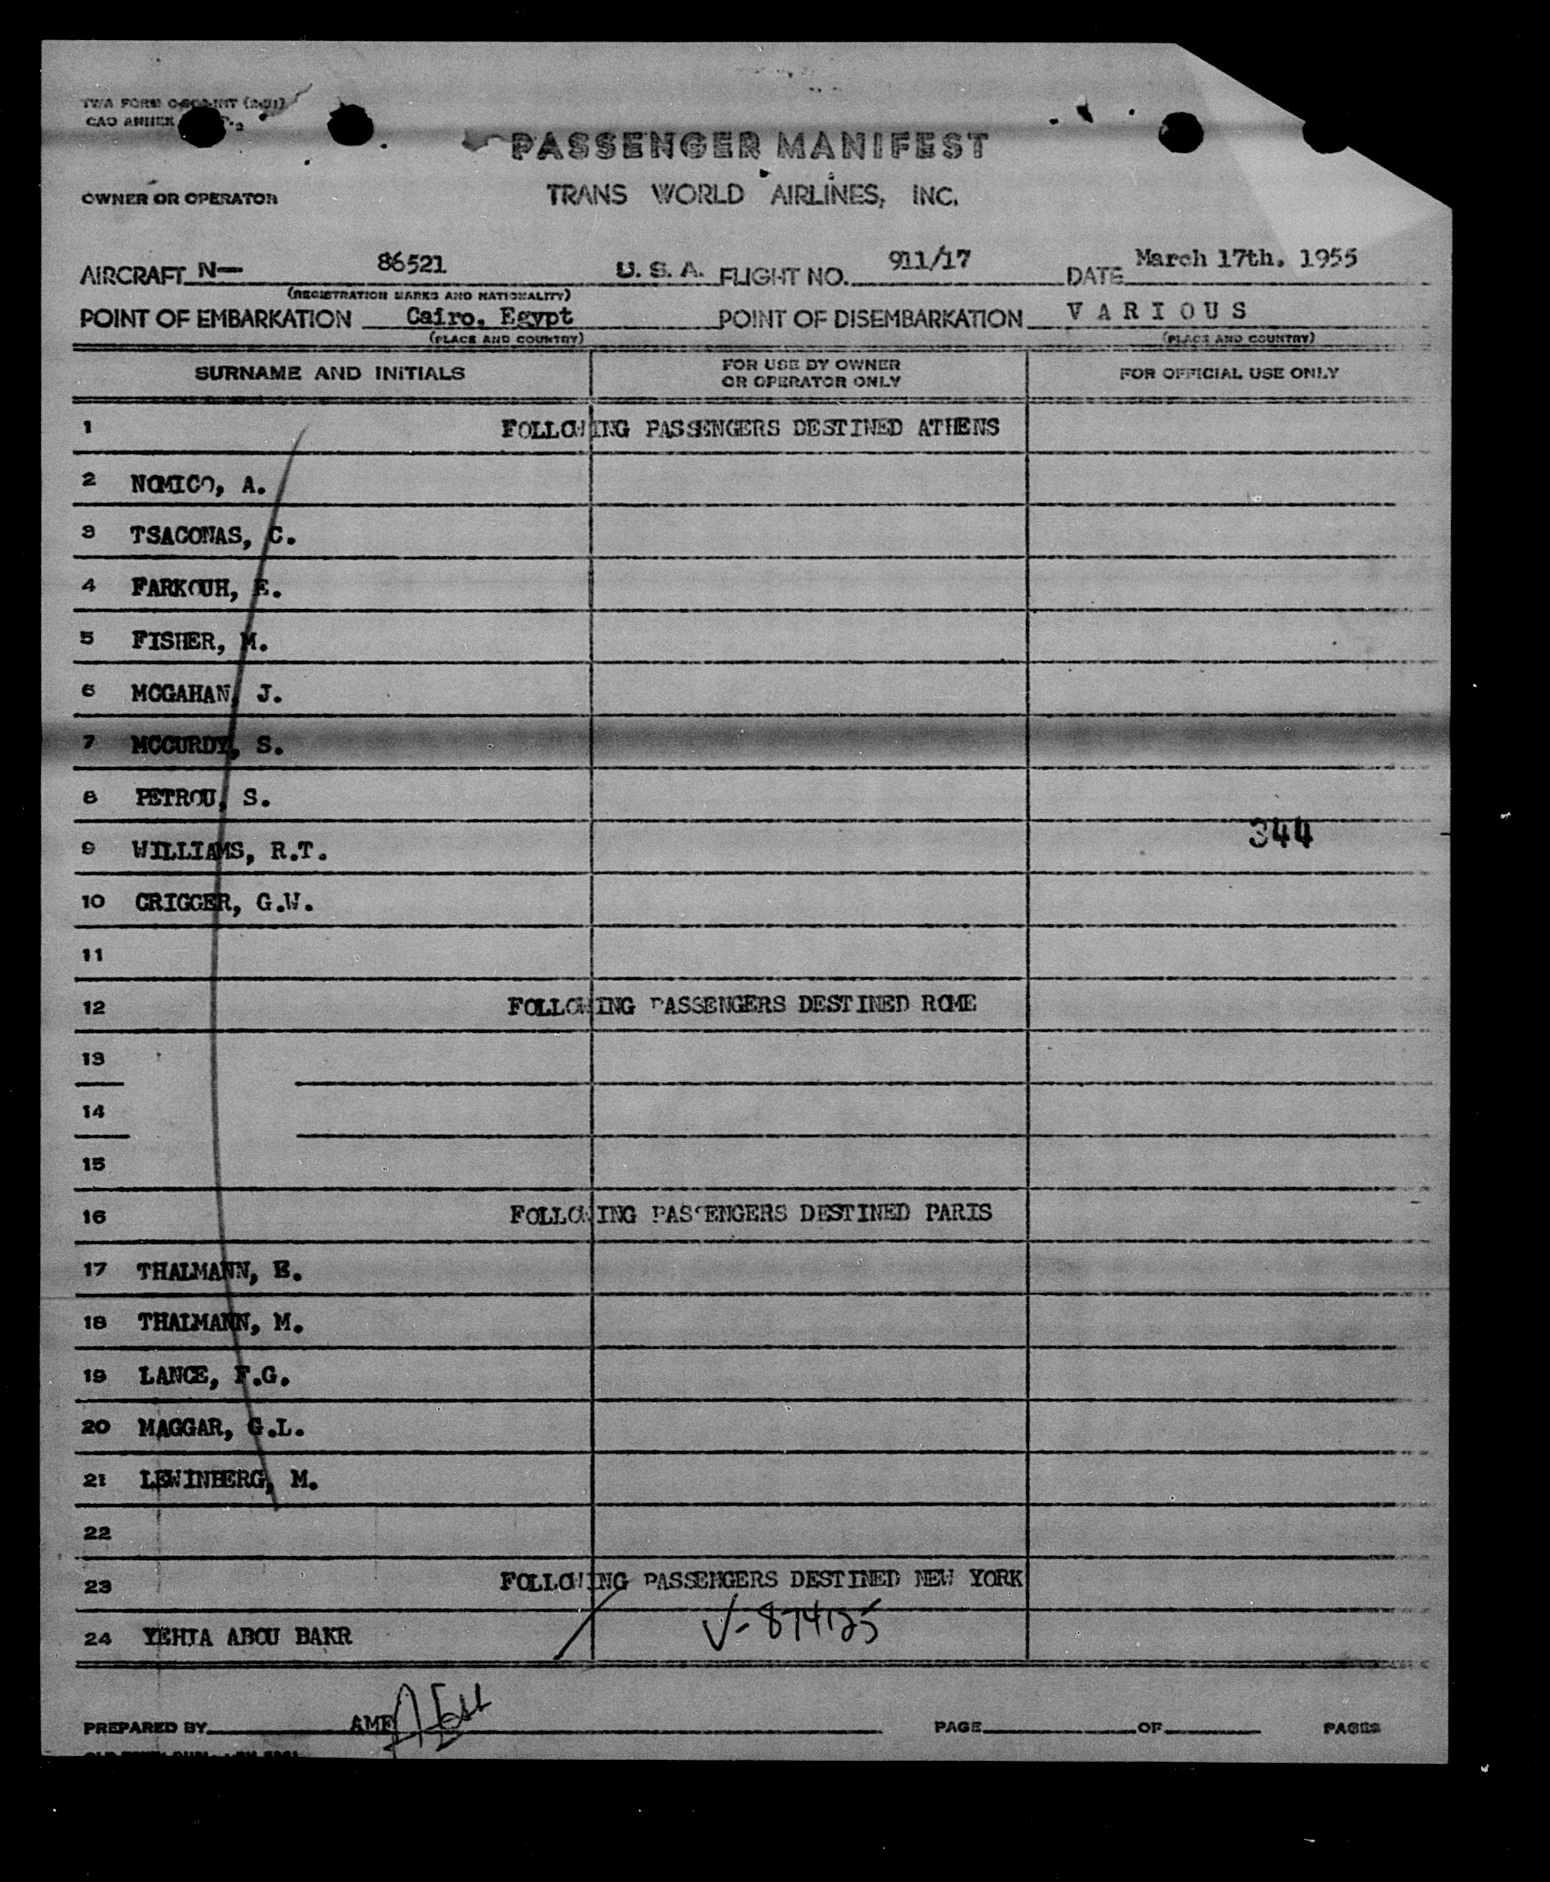 TWA FORM
PASSENGER MANIFEST
OWNER OR OPERATOR TRANS WORLD AIRLINES, INC.
AIRCRAFT N— 86521 U. S. A. FLIGHT NO. 911/17 DATE March 17th. 1955
(REGISTRATION MARKS AND NATIONALITY)
POINT OF EMBARKATION Cairo, Egypt POINT OF DISEMBARKATION VARIOUS
(PLACE AND COUNTRY) (PLACE AND COUNTRY)
SURNAME AND INITIALS FOR USE BY OWNER OR OPERATOR ONLY FOR OFFICIAL USE ONLY
1 FOLLOWING PASSENGERS DESTINED ATHENS
2 NOMICO, A.
3 TSACONAS, C.
4 FARKOUH, E.
5 FISHER, M.
6 MCGAHAN, J.
7 MCCURDY, S.
8 PETROU, S.
344
9 WILLIAMS, R.T.
10 CRIGGER, G.W.
11
12 FOLLOWING PASSENGERS DESTINED ROME
13
14
15
16 FOLLOWING PASSENGERS DESTINED PARIS
17 THALMANN, E.
18 THALMANN, M.
19 LANCE, F.G.
20 MAGGAR, G.L.
21 LEWINBERG, M.
22
23 FOLLOWING PASSENGERS DESTINED NEW YORK
24 YEHIA ABOU BAKR V-874125
PREPARED BY AMF PAGE OF PAGES